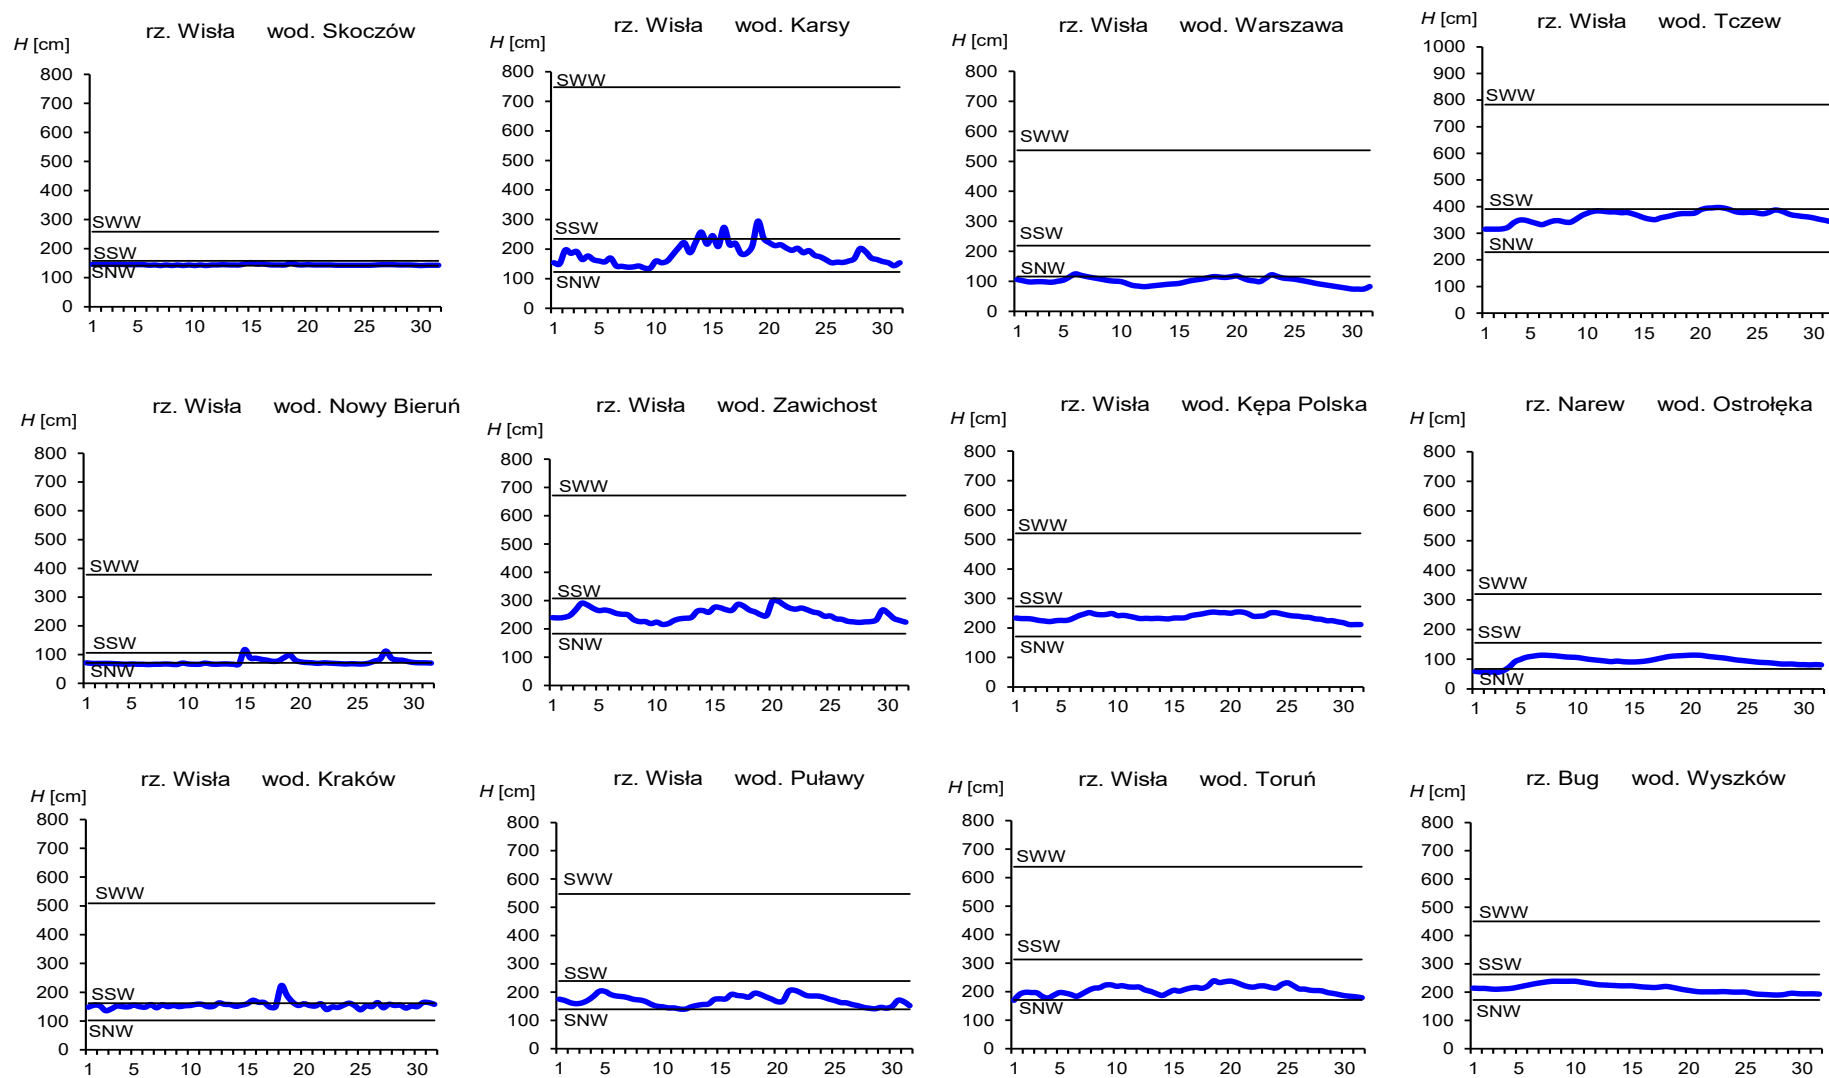 rz. Wisła wod. Skoczów
H [cm]
800
700
600
500
400
300
200
100
0
SWW
SSW
SNW
1 5 10 15 20 25 30
rz. Wisła wod. Karsy
H [cm]
800
700
600
500
400
300
200
100
0
SWW
SSW
SNW
1 5 10 15 20 25 30
rz. Wisła wod. Warszawa
H [cm]
800
700
600
500
400
300
200
100
0
SWW
SSW
SNW
1 5 10 15 20 25 30
rz. Wisła wod. Tczew
H [cm]
1000
900
800
700
600
500
400
300
200
100
0
SWW
SSW
SNW
1 5 10 15 20 25 30
rz. Wisła wod. Nowy Bieruń
H [cm]
800
700
600
500
400
300
200
100
0
SWW
SSW
SNW
1 5 10 15 20 25 30
rz. Wisła wod. Zawichost
H [cm]
800
700
600
500
400
300
200
100
0
SWW
SSW
SNW
1 5 10 15 20 25 30
rz. Wisła wod. Kępa Polska
H [cm]
800
700
600
500
400
300
200
100
0
SWW
SSW
SNW
1 5 10 15 20 25 30
rz. Narew wod. Ostrołęka
H [cm]
800
700
600
500
400
300
200
100
0
SWW
SSW
SNW
1 5 10 15 20 25 30
rz. Wisła wod. Kraków
H [cm]
800
700
600
500
400
300
200
100
0
SWW
SSW
SNW
1 5 10 15 20 25 30
rz. Wisła wod. Puławy
H [cm]
800
700
600
500
400
300
200
100
0
SWW
SSW
SNW
1 5 10 15 20 25 30
rz. Wisła wod. Toruń
H [cm]
800
700
600
500
400
300
200
100
0
SWW
SSW
SNW
1 5 10 15 20 25 30
rz. Bug wod. Wyszków
H [cm]
800
700
600
500
400
300
200
100
0
SWW
SSW
SNW
1 5 10 15 20 25 30